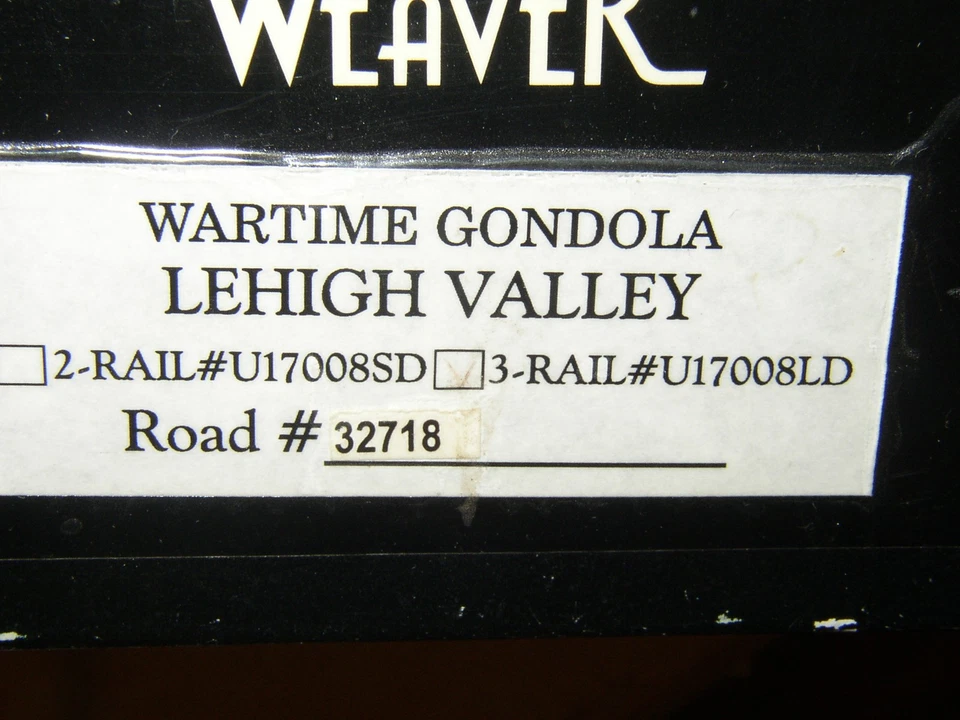 WEAVER
WARTIME GONDOLA
LEHIGH VALLEY
2-RAIL#U17008SD 3-RAIL#U17008LD
Road # 32718